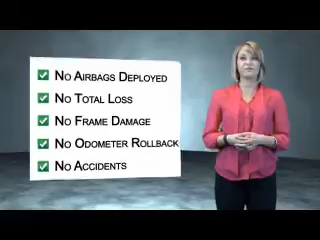 No Airbags Deployed
No Total Loss
No Frame Damage
No Odometer Rollback
No Accidents